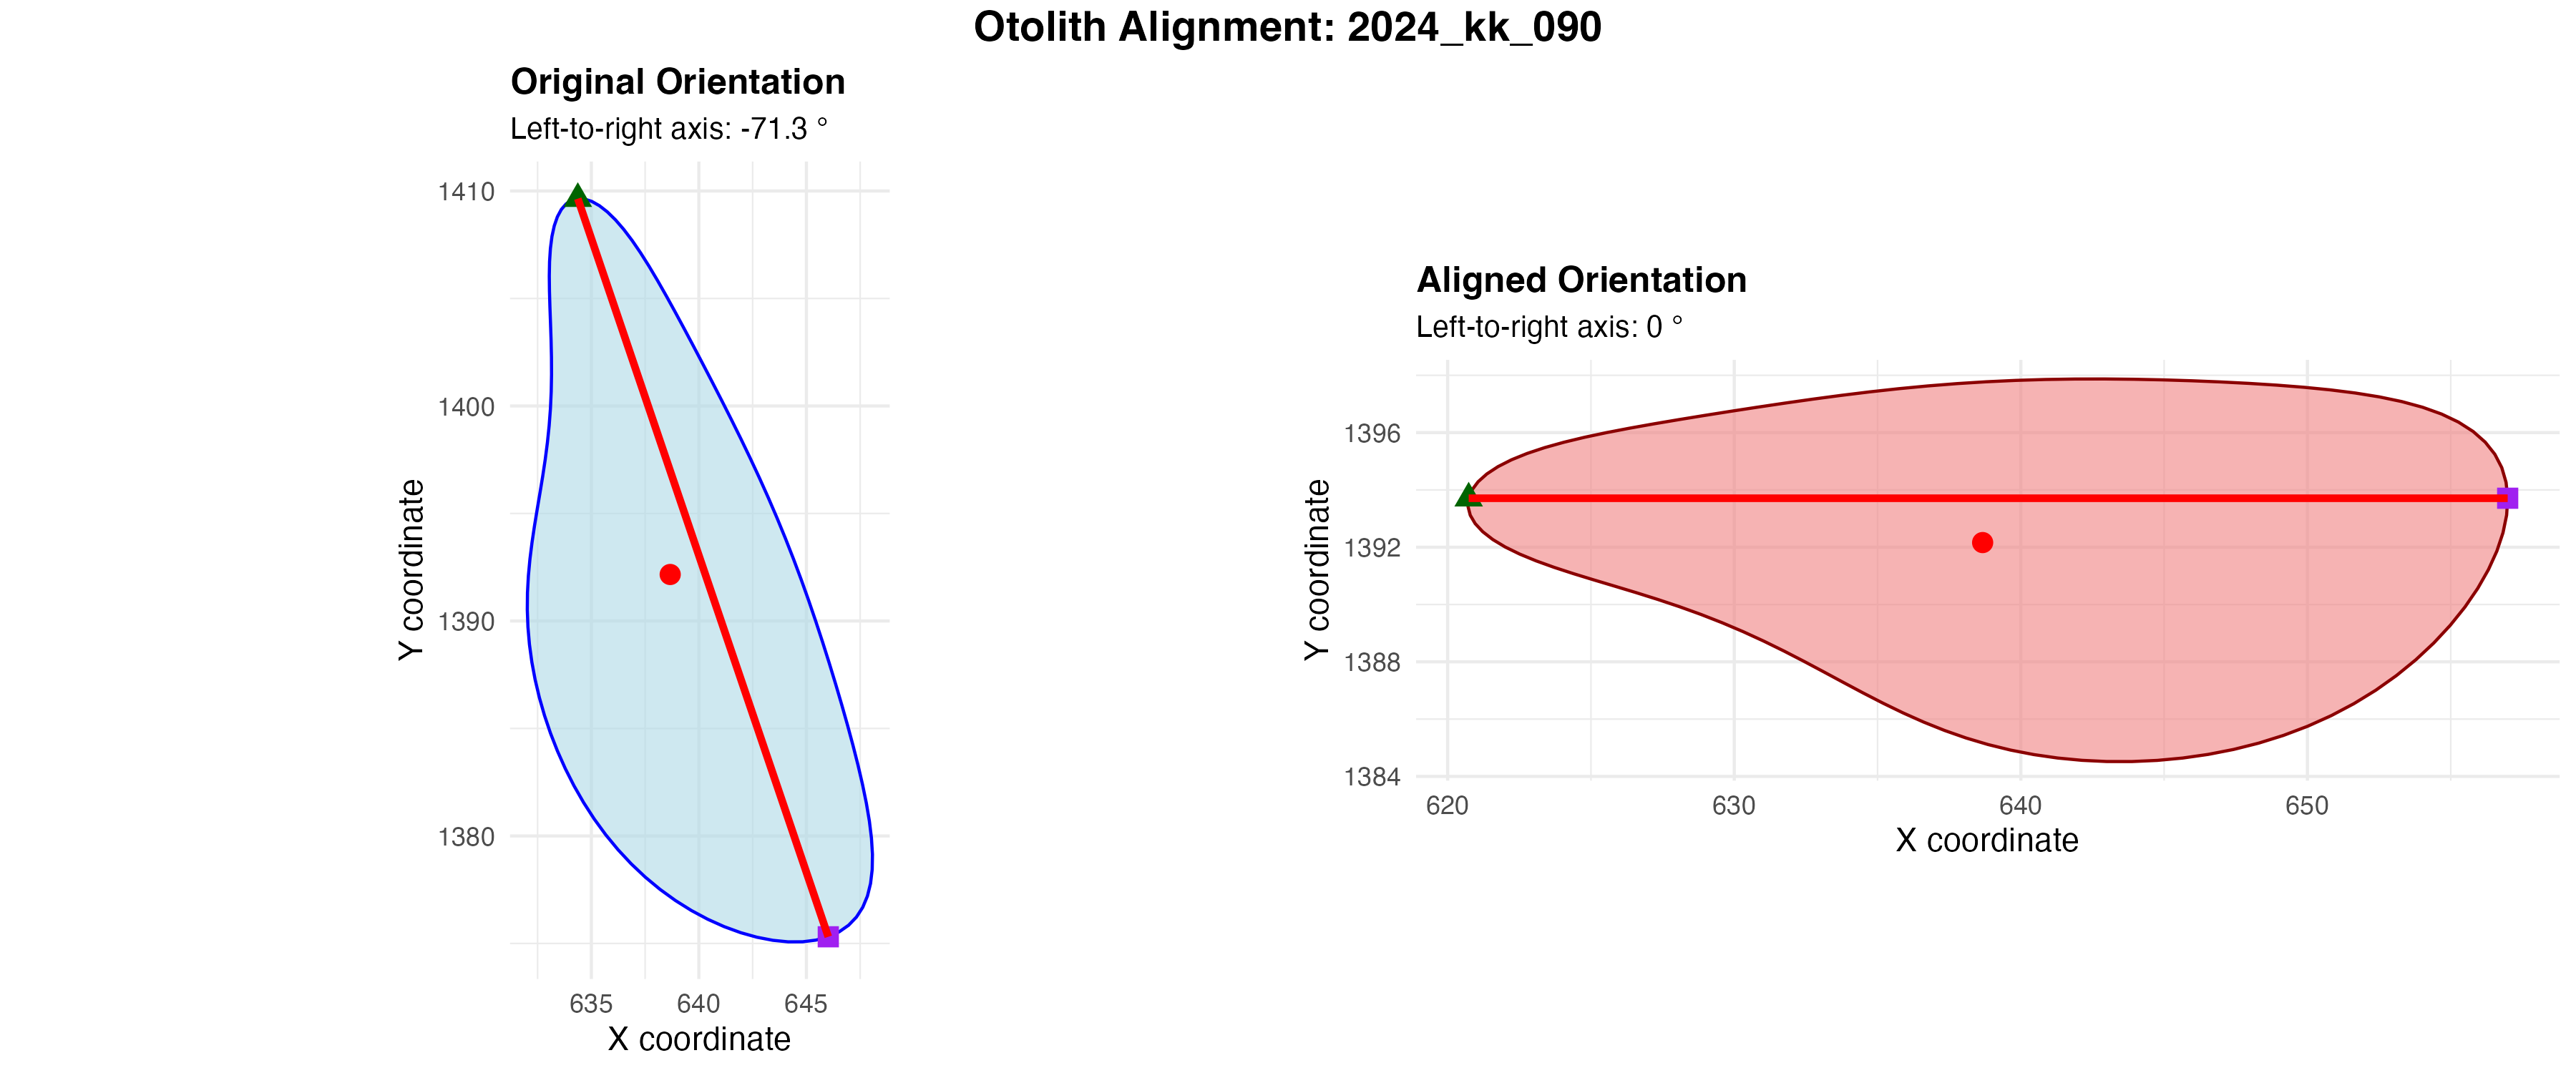 Otolith Alignment: 2024_kk_090
Original Orientation
Left-to-right axis: -71.3 °
1410
1400
1390
1380
Y coordinate
635 640 645
X coordinate
Aligned Orientation
Left-to-right axis: 0 °
1396
1392
1388
1384
Y coordinate
620 630 640 650
X coordinate